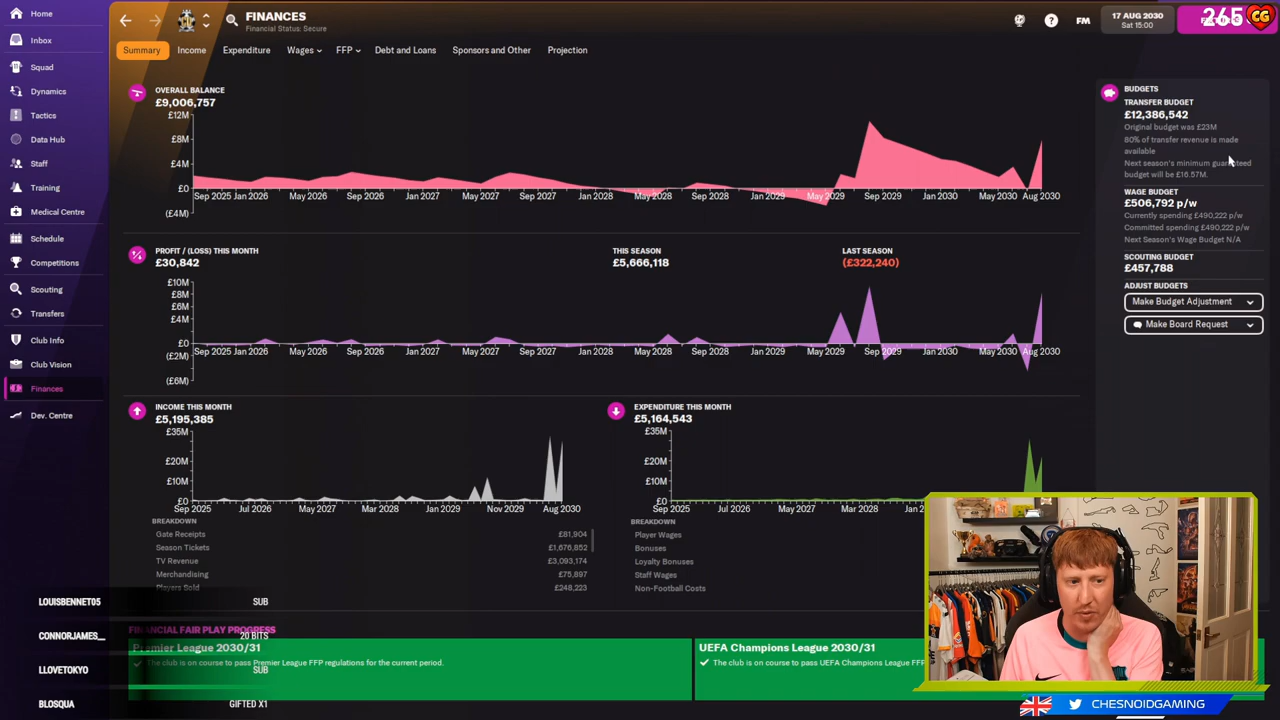 Home
Inbox
Squad
Dynamics
Tactics
Data Hub
Staff
Training
Medical Centre
Schedule
Competitions
Scouting
Transfers
Club Info
Club Vision
Finances
Dev. Centre
FINANCES
Financial Status: Secure
FM
17 AUG 2030
Sat 15:00
265
CG
Summary
Income
Expenditure
Wages
FFP
Debt and Loans
Sponsors and Other
Projection
OVERALL BALANCE
£9,006,757
£12M
£8M
£4M
£0
(£4M)
Sep 2025 Jan 2026 May 2026 Sep 2026 Jan 2027 May 2027 Sep 2027 Jan 2028 May 2028 Sep 2028 Jan 2029 May 2029 Sep 2029 Jan 2030 May 2030 Aug 2030
PROFIT / (LOSS) THIS MONTH
£30,842
THIS SEASON
£5,666,118
LAST SEASON
(£322,240)
£10M
£8M
£6M
£4M
£0
(£2M)
(£6M)
Sep 2025 Jan 2026 May 2026 Sep 2026 Jan 2027 May 2027 Sep 2027 Jan 2028 May 2028 Sep 2028 Jan 2029 May 2029 Sep 2029 Jan 2030 May 2030 Aug 2030
INCOME THIS MONTH
£5,195,385
£35M
£20M
£10M
£0
Sep 2025 Jul 2026 May 2027 Mar 2028 Jan 2029 Nov 2029 Aug 2030
BREAKDOWN
Gate Receipts £81,904
Season Tickets £1,676,852
TV Revenue £3,093,174
Merchandising £75,897
Players Sold £248,223
EXPENDITURE THIS MONTH
£5,164,543
£35M
£20M
£10M
£0
Sep 2025 Jul 2026 May 2027 Mar 2028
BREAKDOWN
Player Wages
Bonuses
Loyalty Bonuses
Staff Wages
Non-Football Costs
BUDGETS
TRANSFER BUDGET
£12,386,542
Original budget was £23M
80% of transfer revenue is made
available
Next season's minimum guaranteed
budget will be £16.57M.
WAGE BUDGET
£506,792 p/w
Currently spending £490,222 p/w
Committed spending £490,222 p/w
Next Season's Wage Budget N/A
SCOUTING BUDGET
£457,788
ADJUST BUDGETS
Make Budget Adjustment
Make Board Request
FINANCIAL FAIR PLAY PROGRESS
Premier League 2030/31
The club is on course to pass Premier League FFP regulations for the current period.
UEFA Champions League 2030/31
The club is on course to pass UEFA Champions League FFP
LOUISBENNET05 SUB
CONNORJAMES__ 20 BITS
LLOVETOKYO SUB
BLOSQUA GIFTED X1
CHESNOIDGAMING